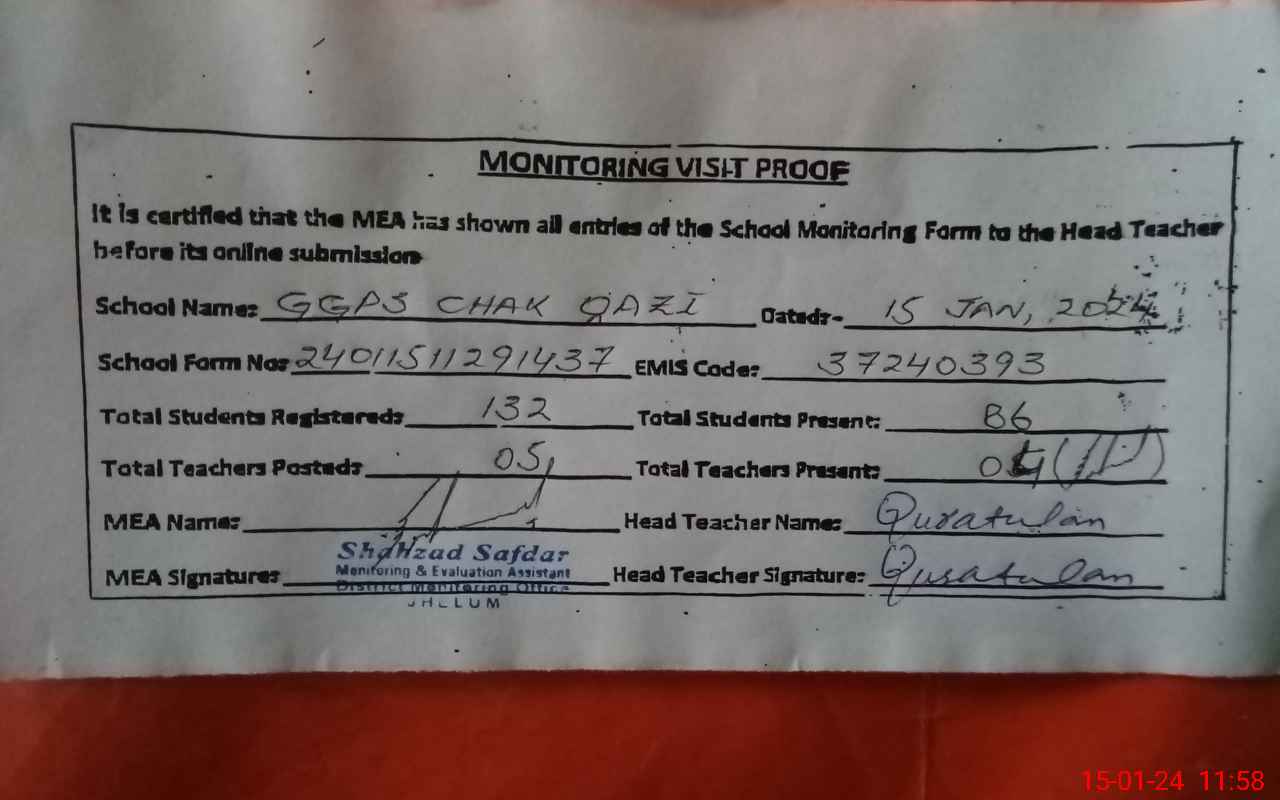 MONITORING VISIT PROOF
It is certified that the MEA has shown all entries of the School Monitoring Form to the Head Teacher
before its online submission
School Name: GGPS CHAK QAZI Dated:- 15 JAN, 2024
School Form No: 24011511291437 EMIS Code: 37240393
Total Students Registered: 132 Total Students Present: 86
Total Teachers Posted: 05 Total Teachers Present: 04
MEA Name: Head Teacher Name: Quratulan
Shahzad Safdar
Monitoring & Evaluation Assistant
MEA Signature: Head Teacher Signature: Quratulan
District Monitoring Office
JHELUM
15-01-24 11:58